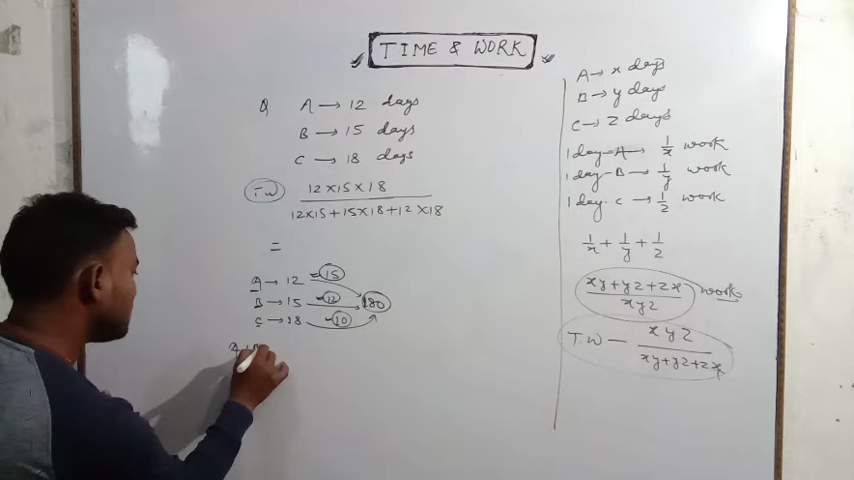 TIME & WORK
Q A → 12 days
B → 15 days
C → 18 days
T.W 12×15×18
12×15+15×18+12×18
=
A → 12 15
B → 15 12 180
C → 18 10
A → x days
B → y days
C → z days
1 day A → 1/x work
1 day B → 1/y work
1 day C → 1/z work
1/x + 1/y + 1/z
xy+yz+zx work
xyz
T.W — xyz
xy+yz+zx